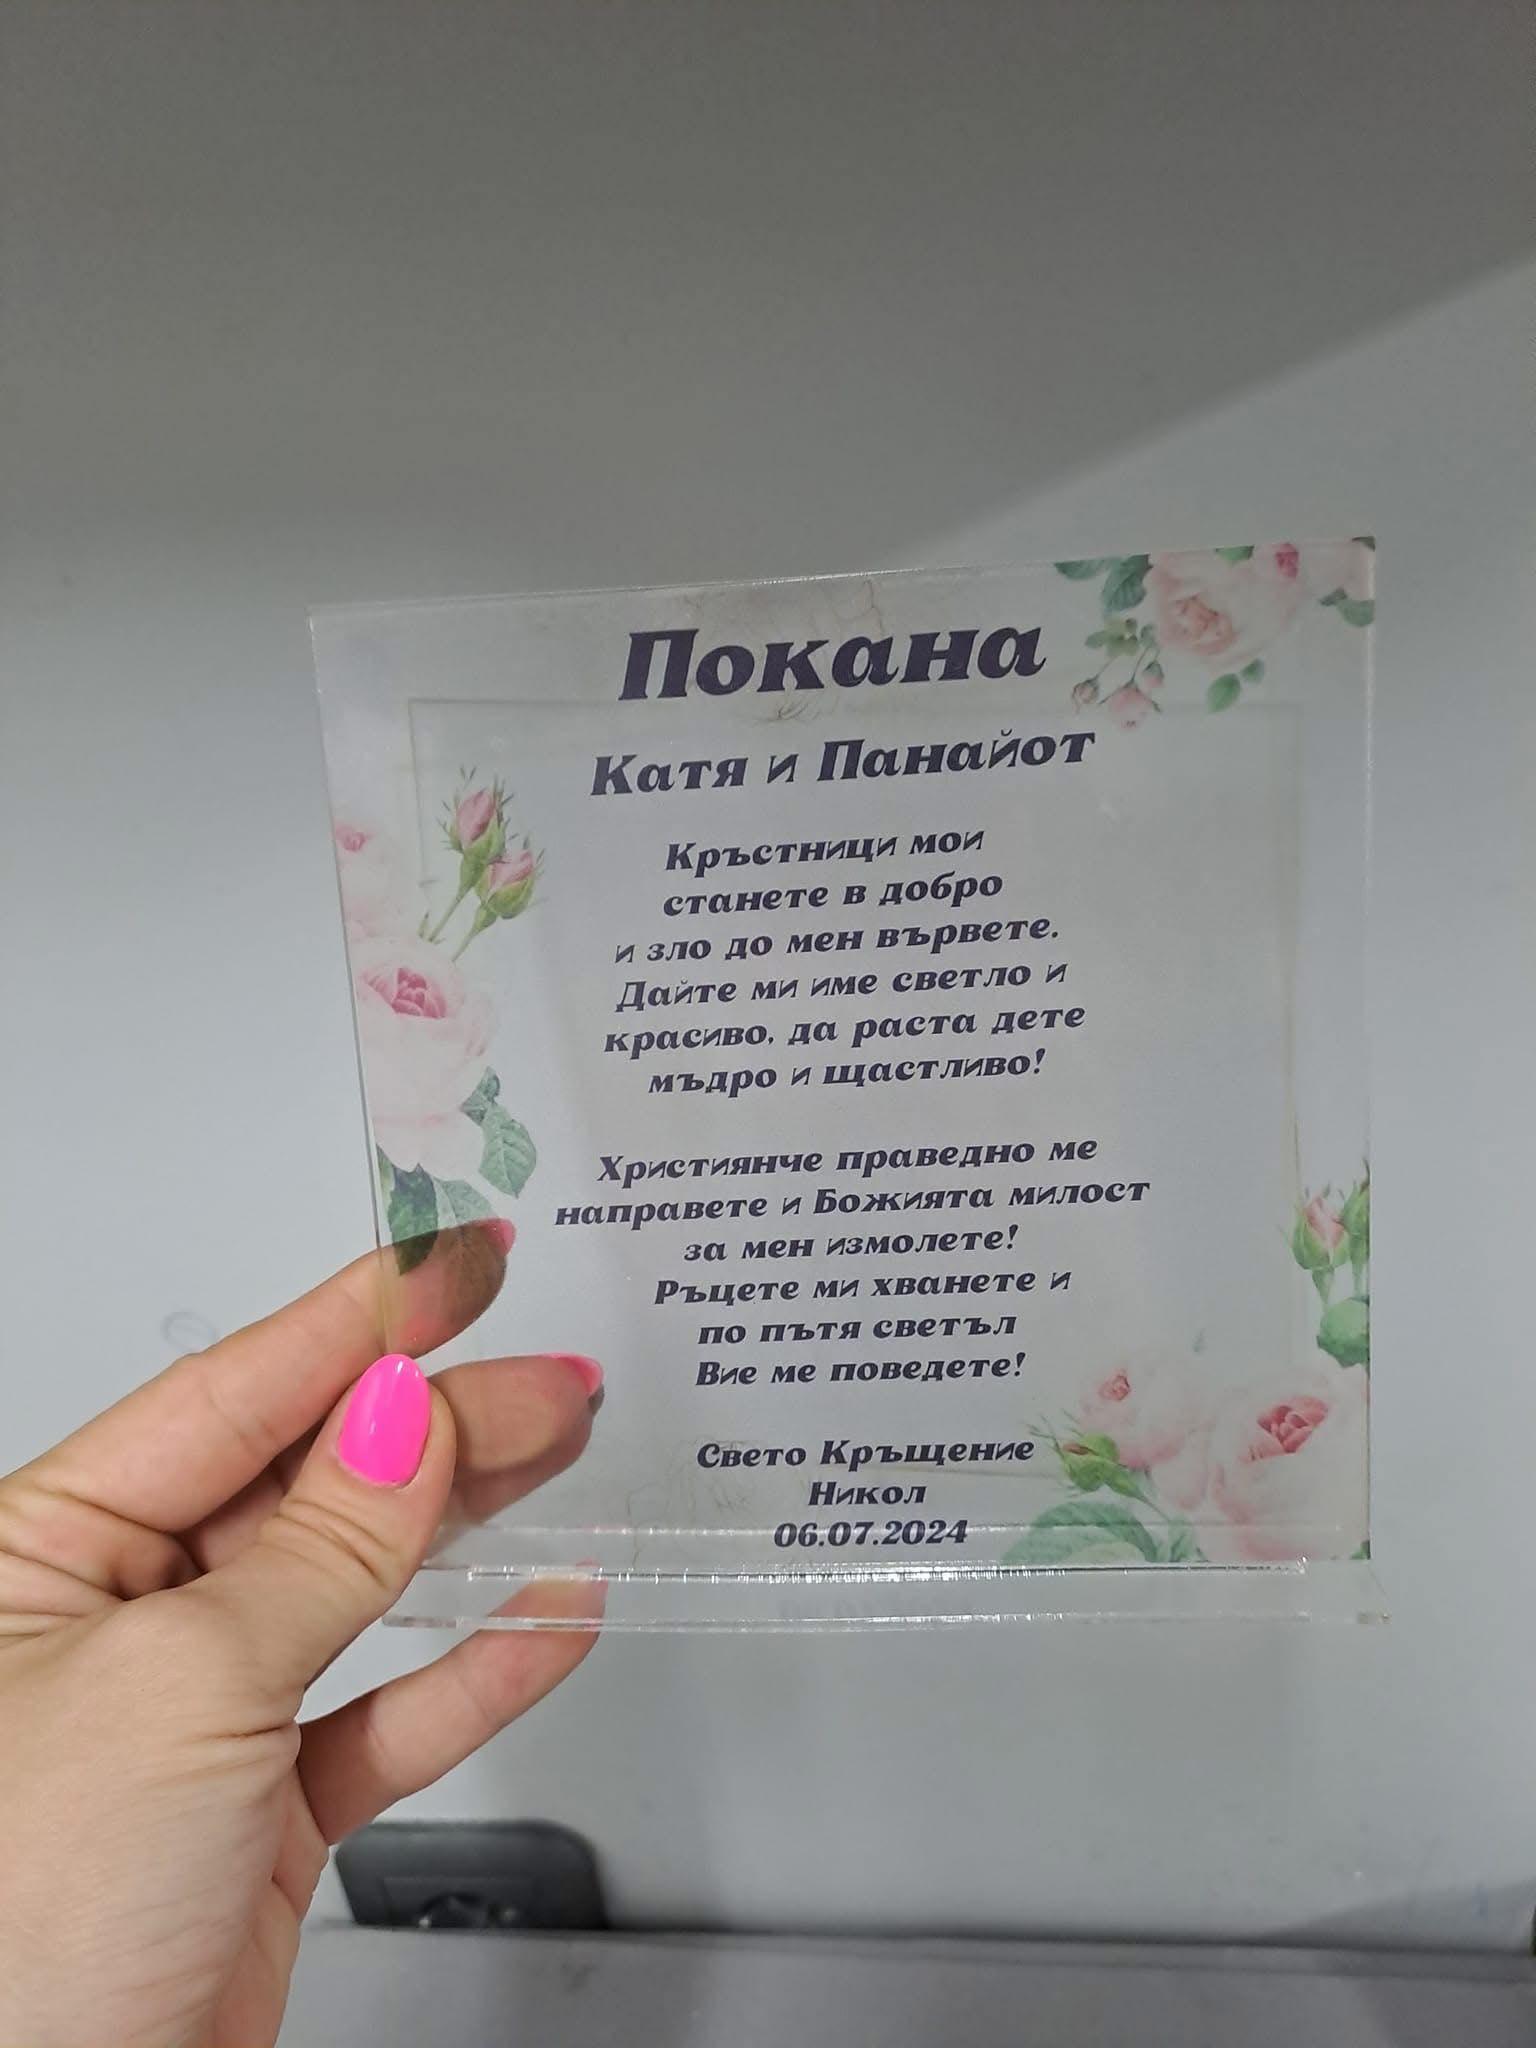 Покана
Катя и Панайот
Кръстници мои
станете в добро
и зло до мен вървете.
Дайте ми име светло и
красиво, да раста дете
мъдро и щастливо!
Християнче праведно ме
направете и Божията милост
за мен измолете!
Ръцете ми хванете и
по пътя светъл
Вие ме поведете!
Свето Кръщение
Никол
06.07.2024